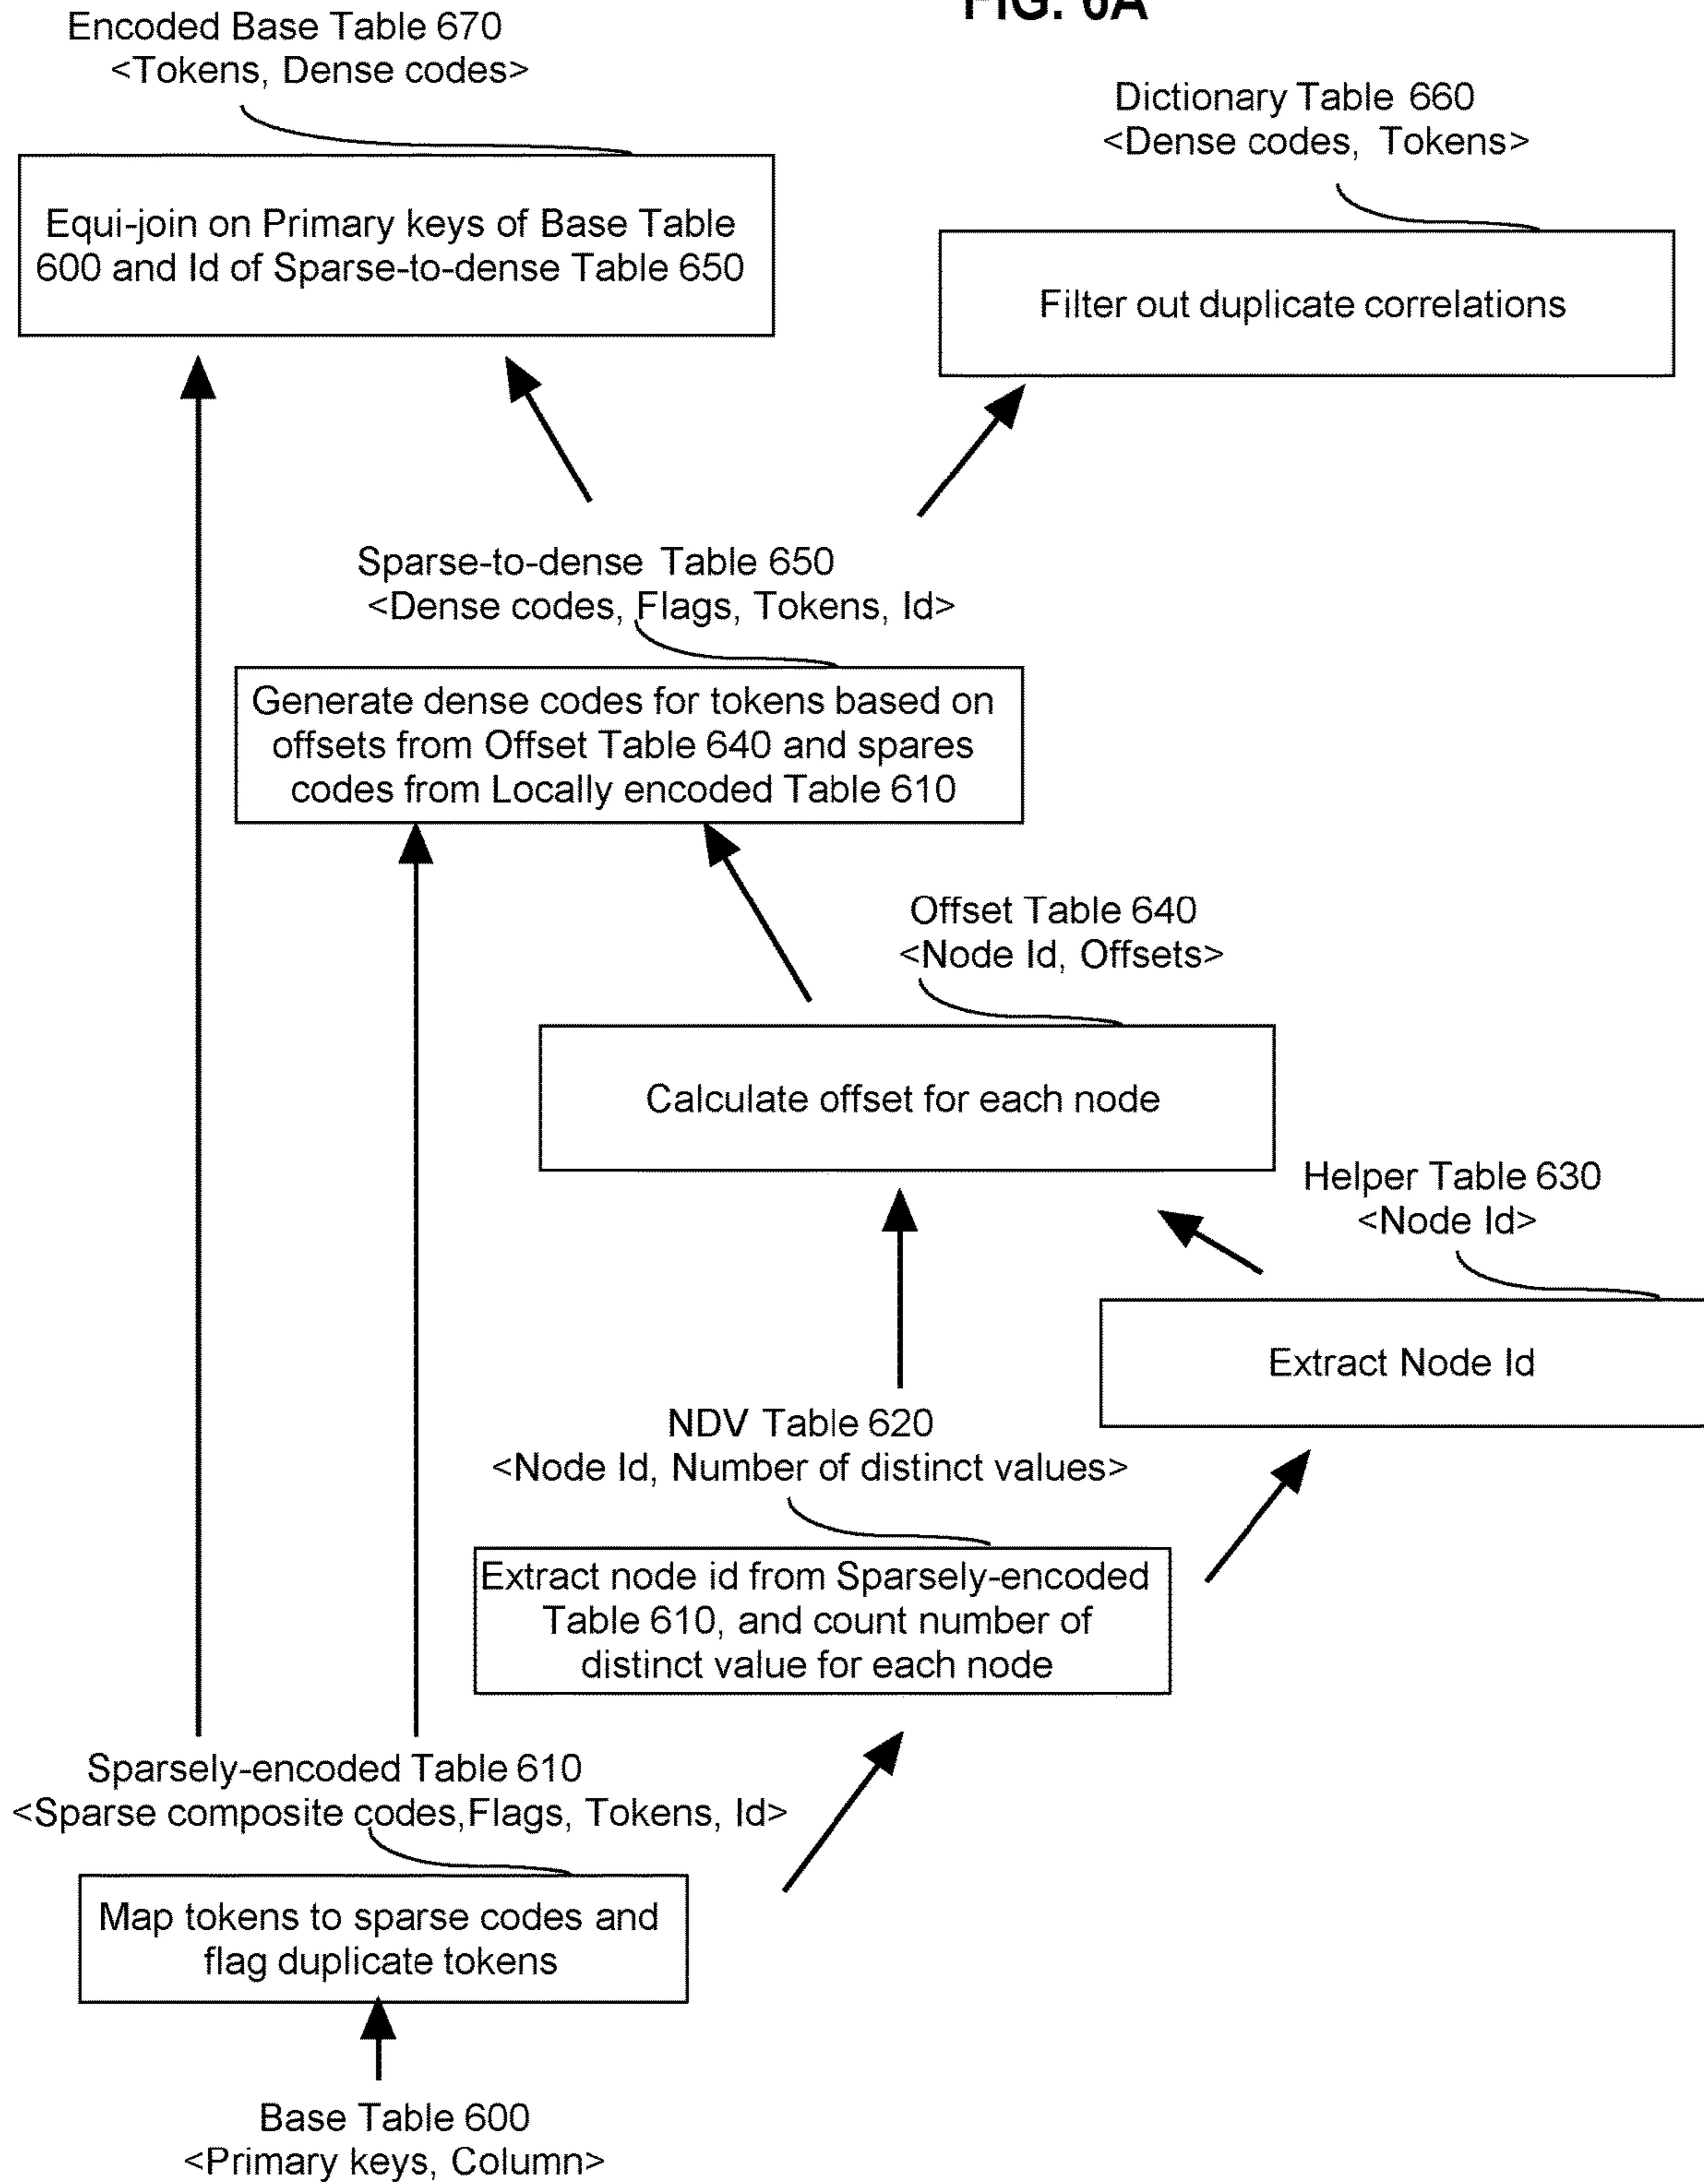 FIG. 6A
Encoded Base Table 670
<Tokens, Dense codes>
Dictionary Table 660
<Dense codes, Tokens>
Equi-join on Primary keys of Base Table
600 and Id of Sparse-to-dense Table 650
Filter out duplicate correlations
Sparse-to-dense Table 650
<Dense codes, Flags, Tokens, Id>
Generate dense codes for tokens based on
offsets from Offset Table 640 and spares
codes from Locally encoded Table 610
Offset Table 640
<Node Id, Offsets>
Calculate offset for each node
Helper Table 630
<Node Id>
Extract Node Id
NDV Table 620
<Node Id, Number of distinct values>
Extract node id from Sparsely-encoded
Table 610, and count number of
distinct value for each node
Sparsely-encoded Table 610
<Sparse composite codes,Flags, Tokens, Id>
Map tokens to sparse codes and
flag duplicate tokens
Base Table 600
<Primary keys, Column>